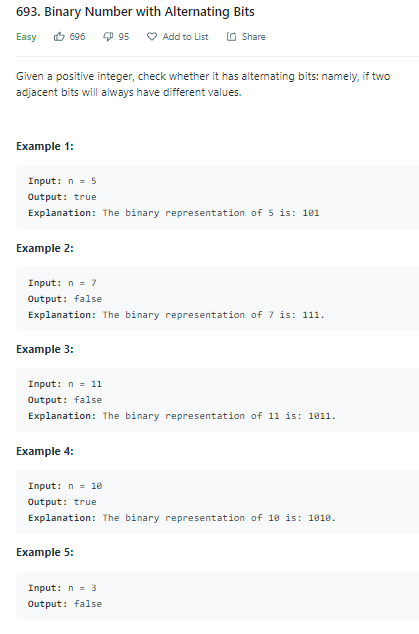 693. Binary Number with Alternating Bits
Easy 696 95 Add to List Share
Given a positive integer, check whether it has alternating bits: namely, if two
adjacent bits will always have different values.
Example 1:
Input: n = 5
Output: true
Explanation: The binary representation of 5 is: 101
Example 2:
Input: n = 7
Output: false
Explanation: The binary representation of 7 is: 111.
Example 3:
Input: n = 11
Output: false
Explanation: The binary representation of 11 is: 1011.
Example 4:
Input: n = 10
Output: true
Explanation: The binary representation of 10 is: 1010.
Example 5:
Input: n = 3
Output: false